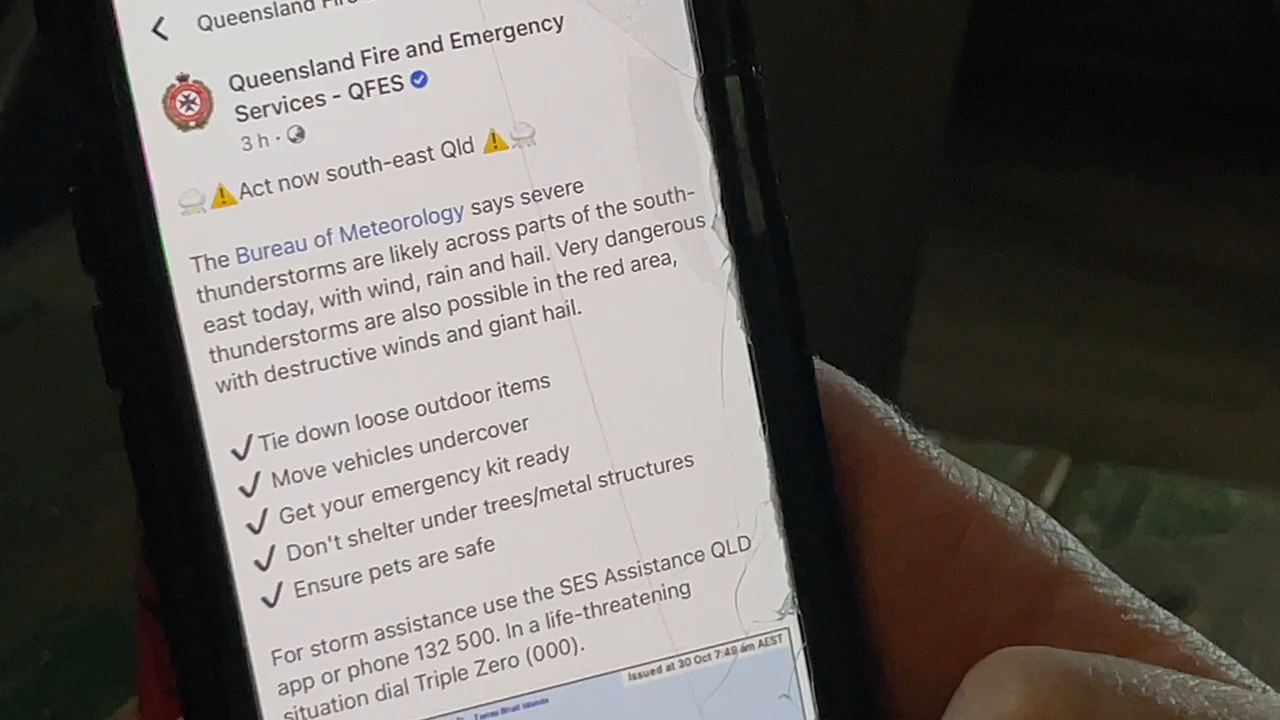 Queensland
Queensland Fire and Emergency
Services - QFES
3 h ·
Act now south-east Qld
The Bureau of Meteorology says severe
thunderstorms are likely across parts of the south-
east today, with wind, rain and hail. Very dangerous
thunderstorms are also possible in the red area,
with destructive winds and giant hail.
✔Tie down loose outdoor items
✔ Move vehicles undercover
✔ Get your emergency kit ready
✔ Don't shelter under trees/metal structures
✔ Ensure pets are safe
For storm assistance use the SES Assistance QLD
app or phone 132 500. In a life-threatening
situation dial Triple Zero (000).
Issued at 30 Oct 7:49 am AEST
Torres Strait Islands